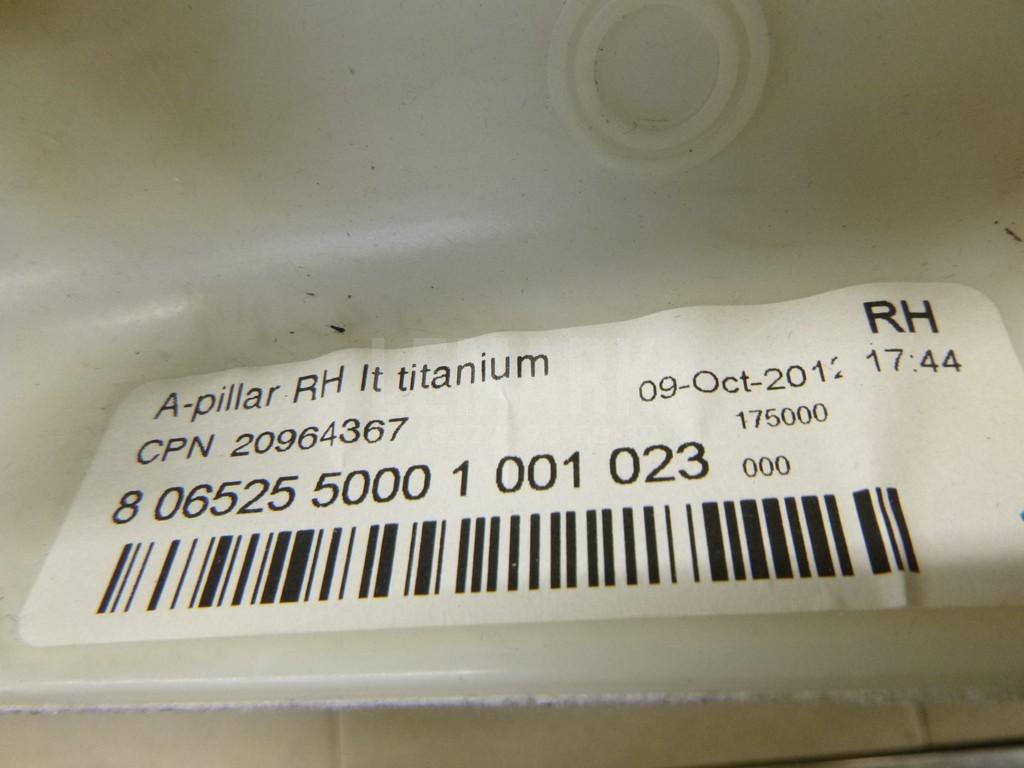 RH
A-pillar RH lt titanium 09-Oct-2012 17:44
CPN 20964367 175000
8 06525 5000 1 001 023 000